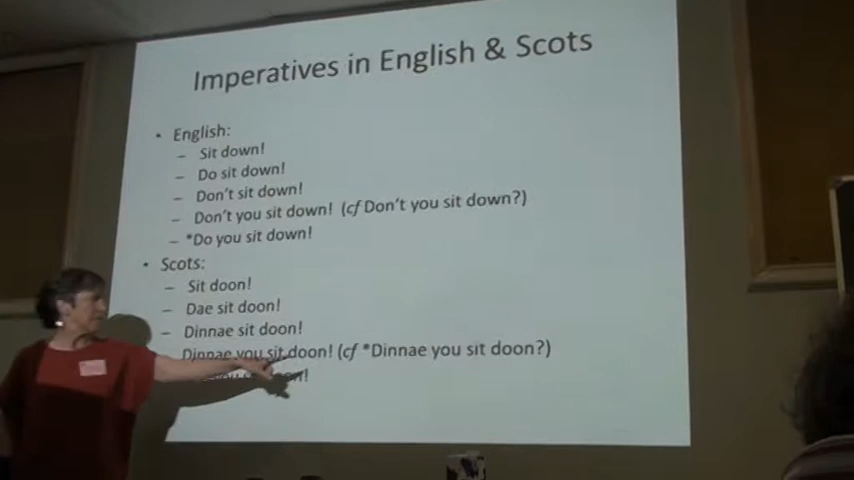 Imperatives in English & Scots
• English:
– Sit down!
– Do sit down!
– Don't sit down!
– Don't you sit down! (cf Don't you sit down?)
– *Do you sit down!
• Scots:
– Sit doon!
– Dae sit doon!
– Dinnae sit doon!
Dinnae you sit doon! (cf *Dinnae you sit doon?)